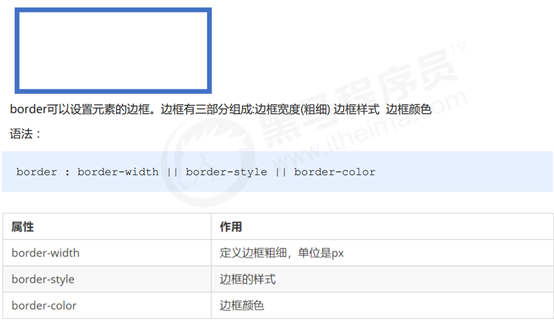 border可以设置元素的边框。边框有三部分组成:边框宽度(粗细) 边框样式 边框颜色
语法：
border : border-width || border-style || border-color
属性 作用
border-width 定义边框粗细，单位是px
border-style 边框的样式
border-color 边框颜色
黑马程序员™
www.itheima.com